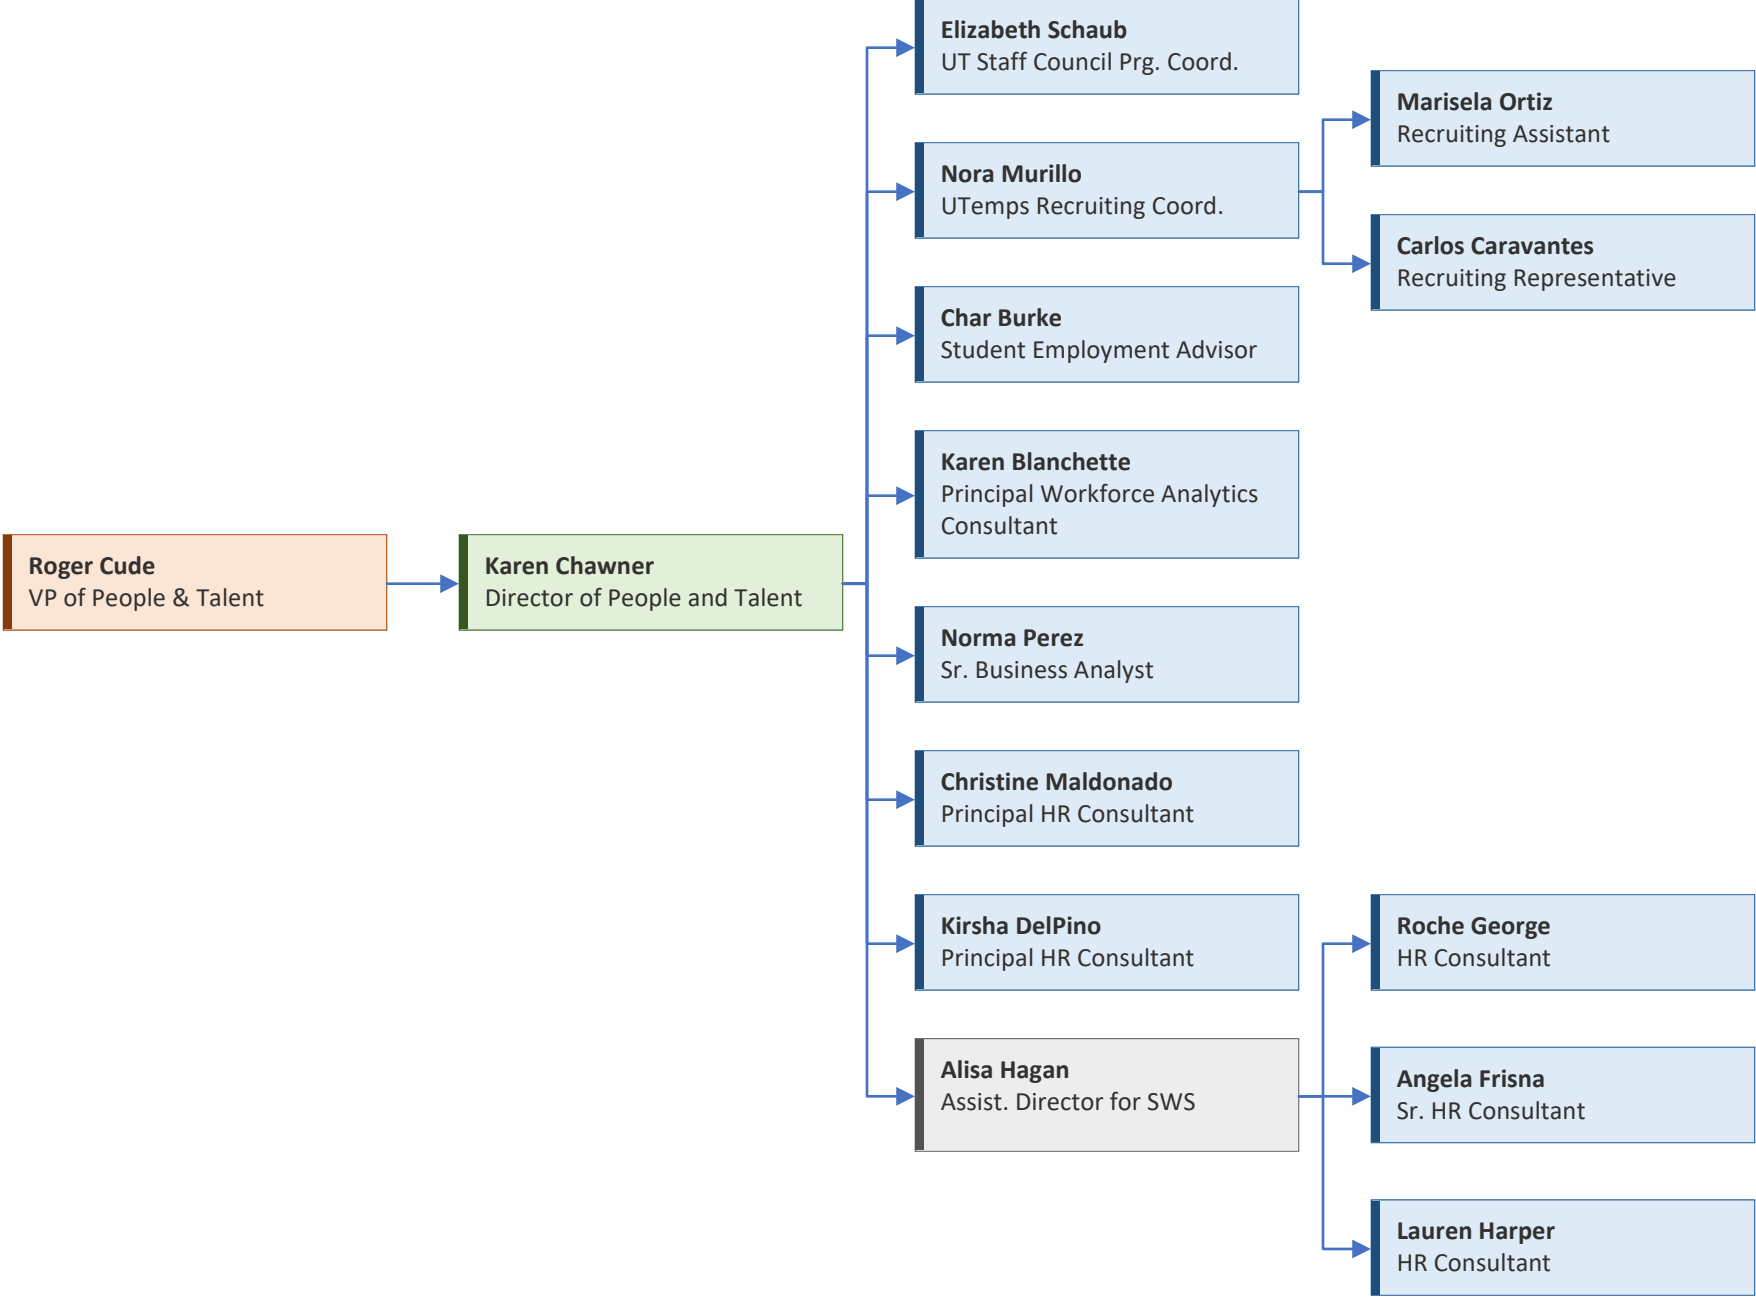 Elizabeth Schaub
UT Staff Council Prg. Coord.
Marisela Ortiz
Recruiting Assistant
Nora Murillo
UTemps Recruiting Coord.
Carlos Caravantes
Recruiting Representative
Char Burke
Student Employment Advisor
Karen Blanchette
Principal Workforce Analytics
Consultant
Roger Cude
VP of People & Talent
Karen Chawner
Director of People and Talent
Norma Perez
Sr. Business Analyst
Christine Maldonado
Principal HR Consultant
Kirsha DelPino
Principal HR Consultant
Roche George
HR Consultant
Alisa Hagan
Assist. Director for SWS
Angela Frisna
Sr. HR Consultant
Lauren Harper
HR Consultant